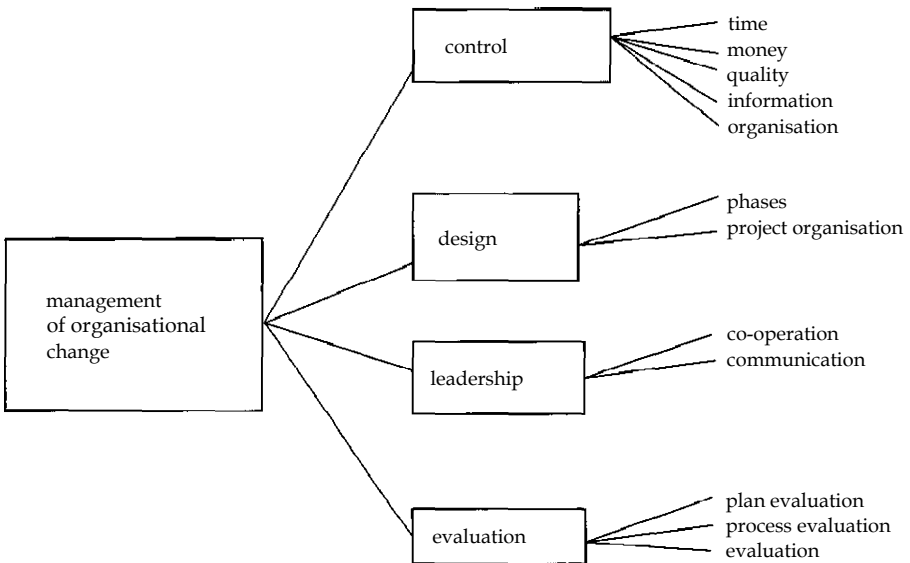 management
of organisational
change
control
time
money
quality
information
organisation
design
phases
project organisation
leadership
co-operation
communication
evaluation
plan evaluation
process evaluation
evaluation